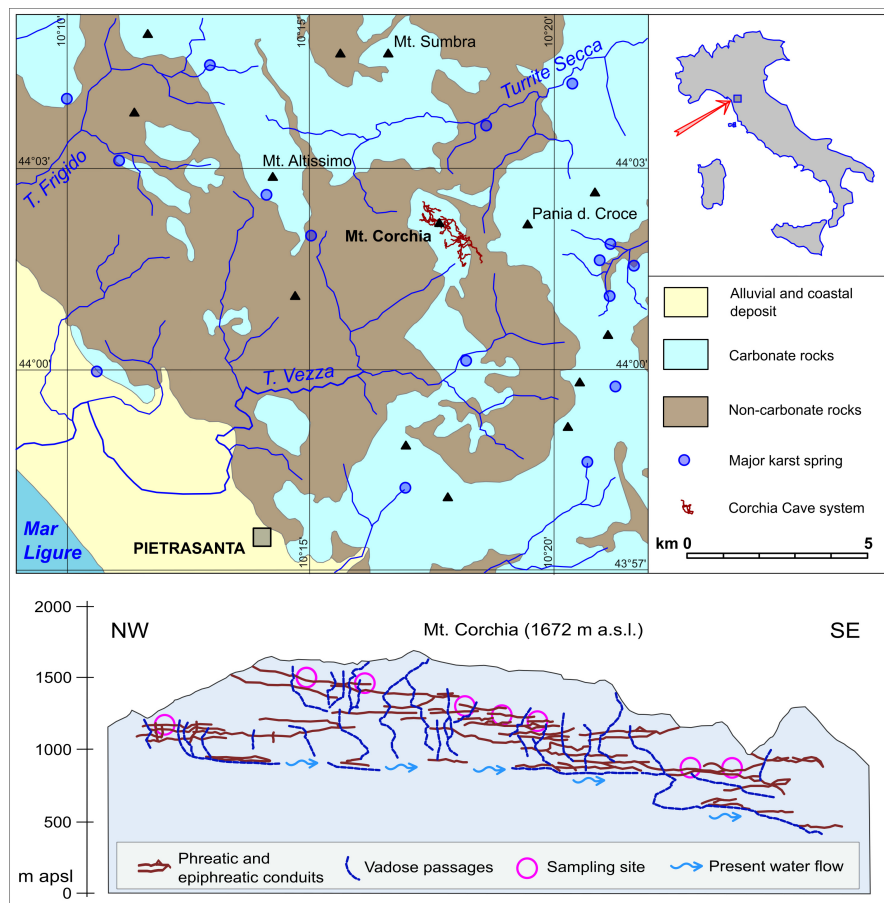 10°10'
10°15'
10°20'
Mt. Sumbra
Turrite Secca
44°03'
44°03'
Mt. Altissimo
T. Frigido
Pania d. Croce
Mt. Corchia
44°00'
44°00'
T. Vezza
Mar
Ligure
PIETRASANTA
10°15'
10°20'
43°57'
Alluvial and coastal
deposit
Carbonate rocks
Non-carbonate rocks
Major karst spring
Corchia Cave system
km 0 5
2000
NW
Mt. Corchia (1672 m a.s.l.)
SE
1500
1000
500
m apsl
0
Phreatic and
epiphreatic conduits
Vadose passages
Sampling site
Present water flow